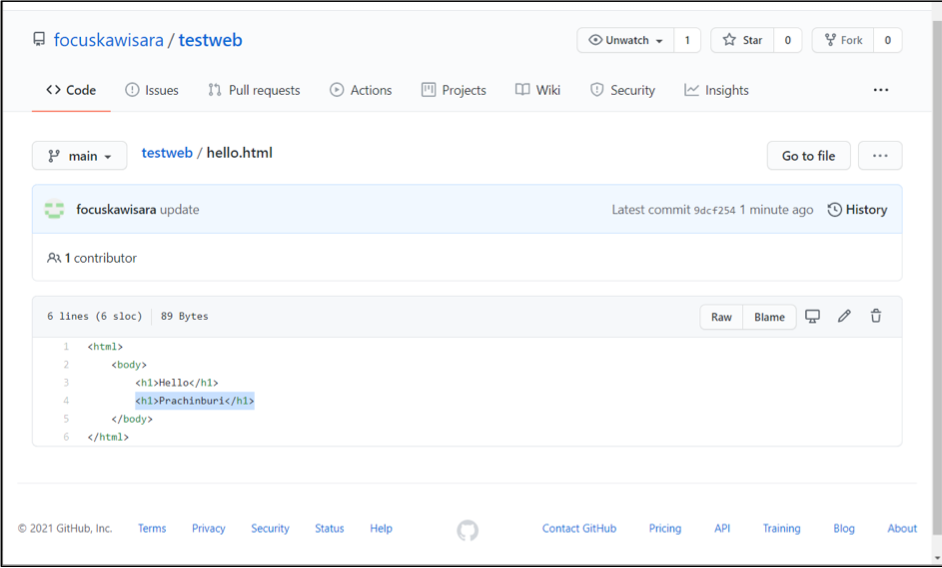 focuskawisara / testweb
Unwatch 1 Star 0 Fork 0
Code Issues Pull requests Actions Projects Wiki Security Insights ...
main testweb / hello.html Go to file ...
focuskawisara update Latest commit 9dcf254 1 minute ago History
1 contributor
6 lines (6 sloc) 89 Bytes Raw Blame
1 <html>
2 <body>
3 <h1>Hello</h1>
4 <h1>Prachinburi</h1>
5 </body>
6 </html>
© 2021 GitHub, Inc. Terms Privacy Security Status Help Contact GitHub Pricing API Training Blog About